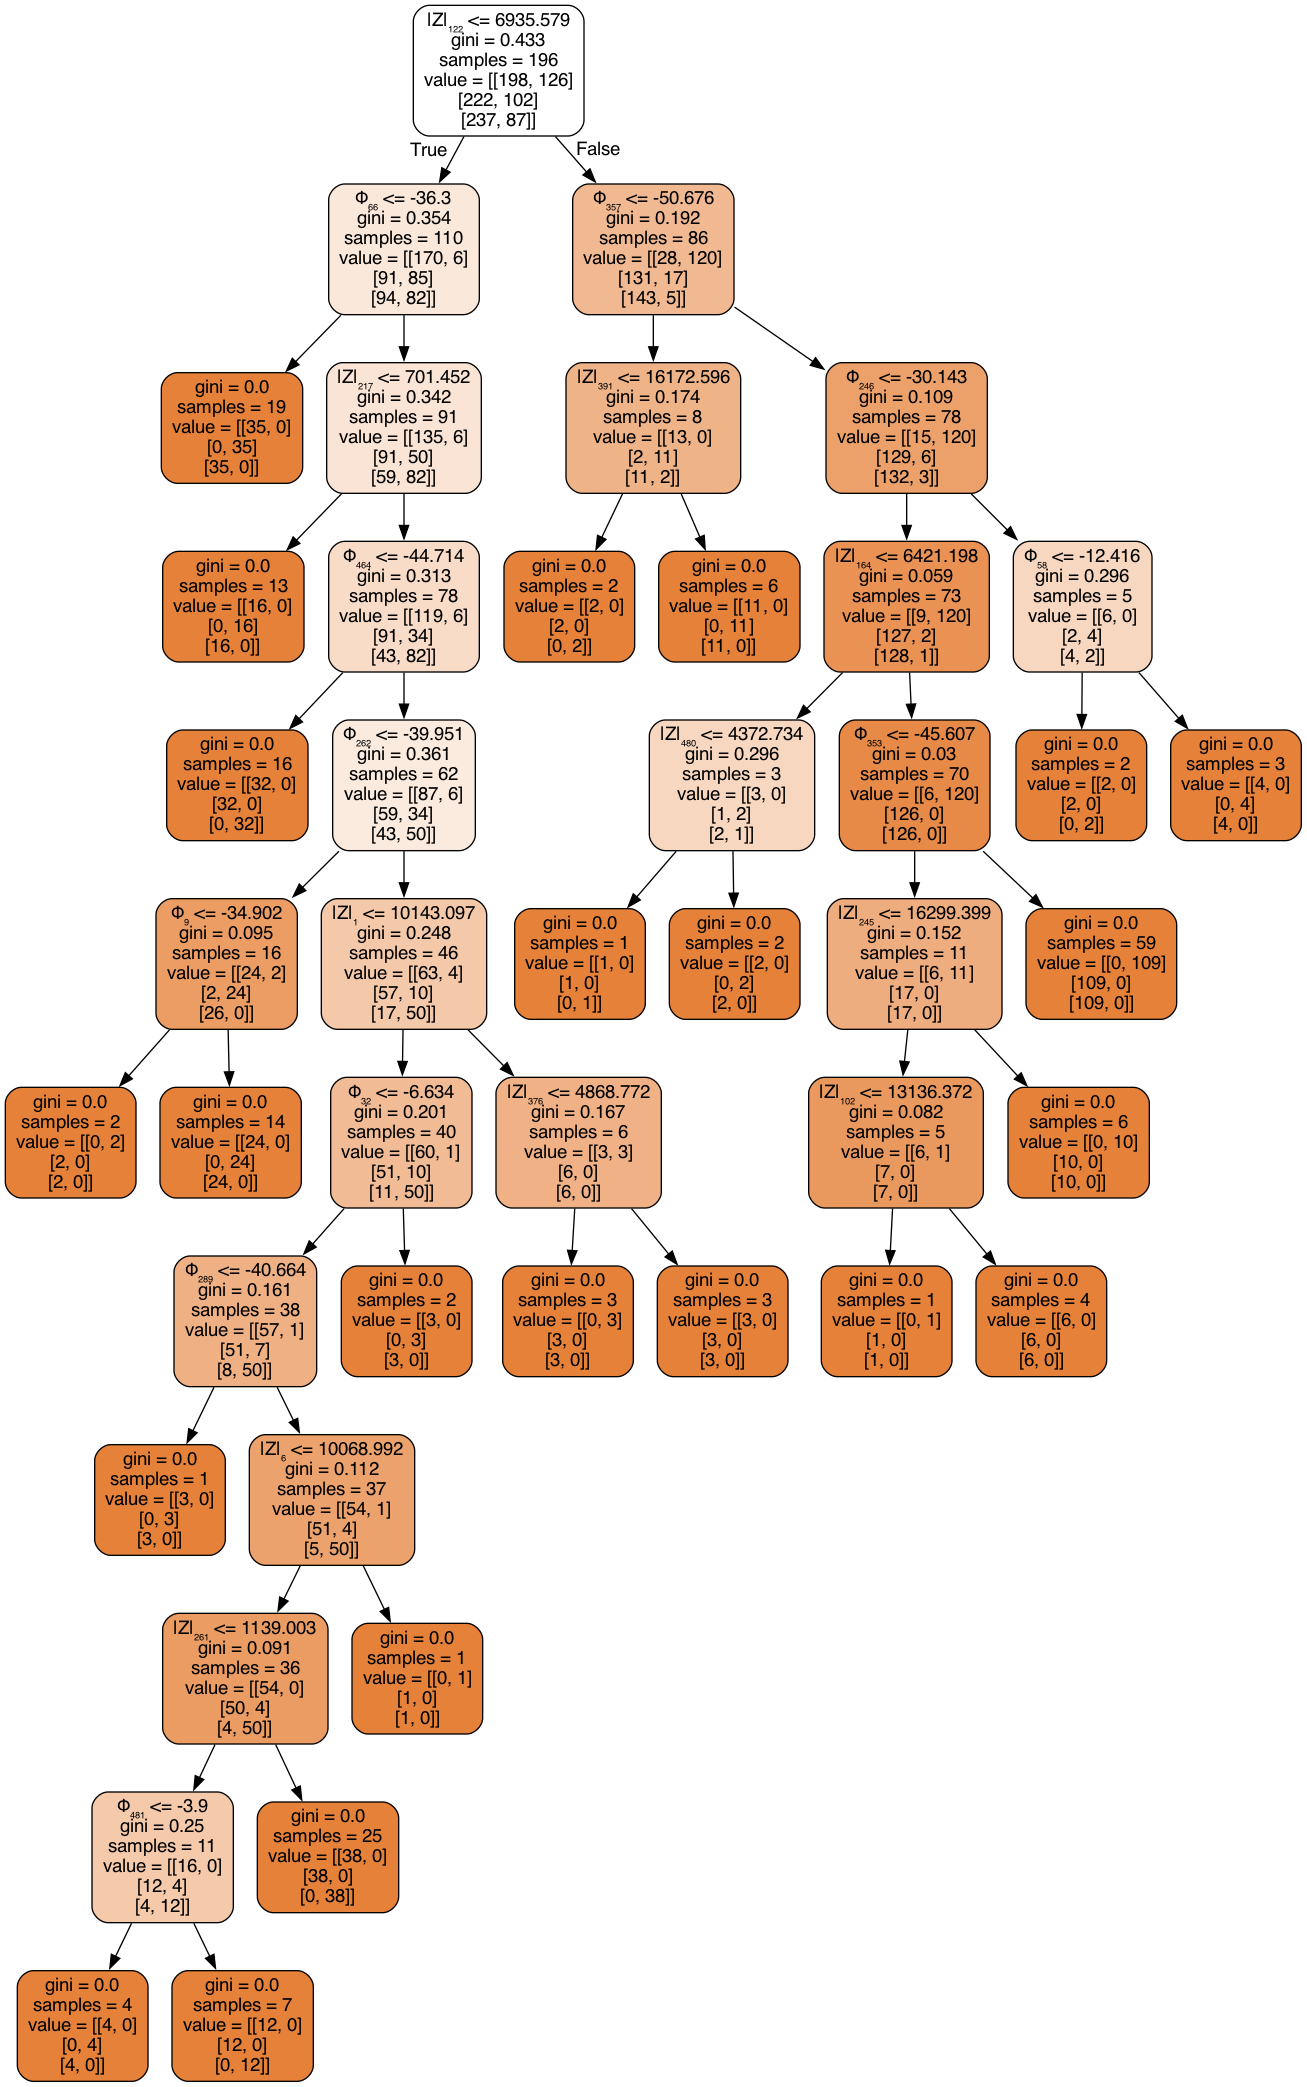 |Z|₁₂₂ <= 6935.579
gini = 0.433
samples = 196
value = [[198, 126]
[222, 102]
[237, 87]]
True
False
Φ₆₆ <= -36.3
gini = 0.354
samples = 110
value = [[170, 6]
[91, 85]
[94, 82]]
Φ₃₅₇ <= -50.676
gini = 0.192
samples = 86
value = [[28, 120]
[131, 17]
[143, 5]]
gini = 0.0
samples = 19
value = [[35, 0]
[0, 35]
[35, 0]]
|Z|₂₁₇ <= 701.452
gini = 0.342
samples = 91
value = [[135, 6]
[91, 50]
[59, 82]]
|Z|₃₉₁ <= 16172.596
gini = 0.174
samples = 8
value = [[13, 0]
[2, 11]
[11, 2]]
Φ₂₄₆ <= -30.143
gini = 0.109
samples = 78
value = [[15, 120]
[129, 6]
[132, 3]]
gini = 0.0
samples = 13
value = [[16, 0]
[0, 16]
[16, 0]]
Φ₄₆₄ <= -44.714
gini = 0.313
samples = 78
value = [[119, 6]
[91, 34]
[43, 82]]
gini = 0.0
samples = 2
value = [[2, 0]
[2, 0]
[0, 2]]
gini = 0.0
samples = 6
value = [[11, 0]
[0, 11]
[11, 0]]
|Z|₁₆₄ <= 6421.198
gini = 0.059
samples = 73
value = [[9, 120]
[127, 2]
[128, 1]]
Φ₅₈ <= -12.416
gini = 0.296
samples = 5
value = [[6, 0]
[2, 4]
[4, 2]]
gini = 0.0
samples = 16
value = [[32, 0]
[32, 0]
[0, 32]]
Φ₂₆₂ <= -39.951
gini = 0.361
samples = 62
value = [[87, 6]
[59, 34]
[43, 50]]
|Z|₄₈₀ <= 4372.734
gini = 0.296
samples = 3
value = [[3, 0]
[1, 2]
[2, 1]]
Φ₃₅₃ <= -45.607
gini = 0.03
samples = 70
value = [[6, 120]
[126, 0]
[126, 0]]
gini = 0.0
samples = 2
value = [[2, 0]
[2, 0]
[0, 2]]
gini = 0.0
samples = 3
value = [[4, 0]
[0, 4]
[4, 0]]
Φ₉ <= -34.902
gini = 0.095
samples = 16
value = [[24, 2]
[2, 24]
[26, 0]]
|Z|₁ <= 10143.097
gini = 0.248
samples = 46
value = [[63, 4]
[57, 10]
[17, 50]]
gini = 0.0
samples = 1
value = [[1, 0]
[1, 0]
[0, 1]]
gini = 0.0
samples = 2
value = [[2, 0]
[0, 2]
[2, 0]]
|Z|₂₄₅ <= 16299.399
gini = 0.152
samples = 11
value = [[6, 11]
[17, 0]
[17, 0]]
gini = 0.0
samples = 59
value = [[0, 109]
[109, 0]
[109, 0]]
gini = 0.0
samples = 2
value = [[0, 2]
[2, 0]
[2, 0]]
gini = 0.0
samples = 14
value = [[24, 0]
[0, 24]
[24, 0]]
Φ₃₂ <= -6.634
gini = 0.201
samples = 40
value = [[60, 1]
[51, 10]
[11, 50]]
|Z|₃₇₆ <= 4868.772
gini = 0.167
samples = 6
value = [[3, 3]
[6, 0]
[6, 0]]
|Z|₁₀₂ <= 13136.372
gini = 0.082
samples = 5
value = [[6, 1]
[7, 0]
[7, 0]]
gini = 0.0
samples = 6
value = [[0, 10]
[10, 0]
[10, 0]]
Φ₂₈₉ <= -40.664
gini = 0.161
samples = 38
value = [[57, 1]
[51, 7]
[8, 50]]
gini = 0.0
samples = 2
value = [[3, 0]
[0, 3]
[3, 0]]
gini = 0.0
samples = 3
value = [[0, 3]
[3, 0]
[3, 0]]
gini = 0.0
samples = 3
value = [[3, 0]
[3, 0]
[3, 0]]
gini = 0.0
samples = 1
value = [[0, 1]
[1, 0]
[1, 0]]
gini = 0.0
samples = 4
value = [[6, 0]
[6, 0]
[6, 0]]
gini = 0.0
samples = 1
value = [[3, 0]
[0, 3]
[3, 0]]
|Z|₆ <= 10068.992
gini = 0.112
samples = 37
value = [[54, 1]
[51, 4]
[5, 50]]
|Z|₂₆₁ <= 1139.003
gini = 0.091
samples = 36
value = [[54, 0]
[50, 4]
[4, 50]]
gini = 0.0
samples = 1
value = [[0, 1]
[1, 0]
[1, 0]]
Φ₄₈₁ <= -3.9
gini = 0.25
samples = 11
value = [[16, 0]
[12, 4]
[4, 12]]
gini = 0.0
samples = 25
value = [[38, 0]
[38, 0]
[0, 38]]
gini = 0.0
samples = 4
value = [[4, 0]
[0, 4]
[4, 0]]
gini = 0.0
samples = 7
value = [[12, 0]
[12, 0]
[0, 12]]